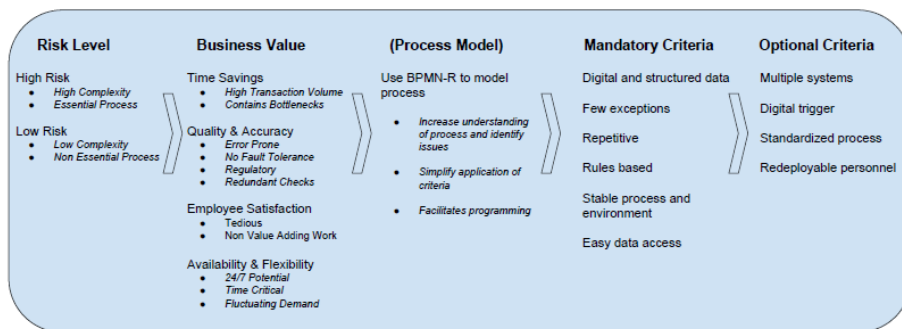 Risk Level
High Risk
● High Complexity
● Essential Process
Low Risk
● Low Complexity
● Non Essential Process
Business Value
Time Savings
● High Transaction Volume
● Contains Bottlenecks
Quality & Accuracy
● Error Prone
● No Fault Tolerance
● Regulatory
● Redundant Checks
Employee Satisfaction
● Tedious
● Non Value Adding Work
Availability & Flexibility
● 24/7 Potential
● Time Critical
● Fluctuating Demand
(Process Model)
Use BPMN-R to model
process
● Increase understanding
of process and identify
issues
● Simplify application of
criteria
● Facilitates programming
Mandatory Criteria
Digital and structured data
Few exceptions
Repetitive
Rules based
Stable process and
environment
Easy data access
Optional Criteria
Multiple systems
Digital trigger
Standardized process
Redeployable personnel